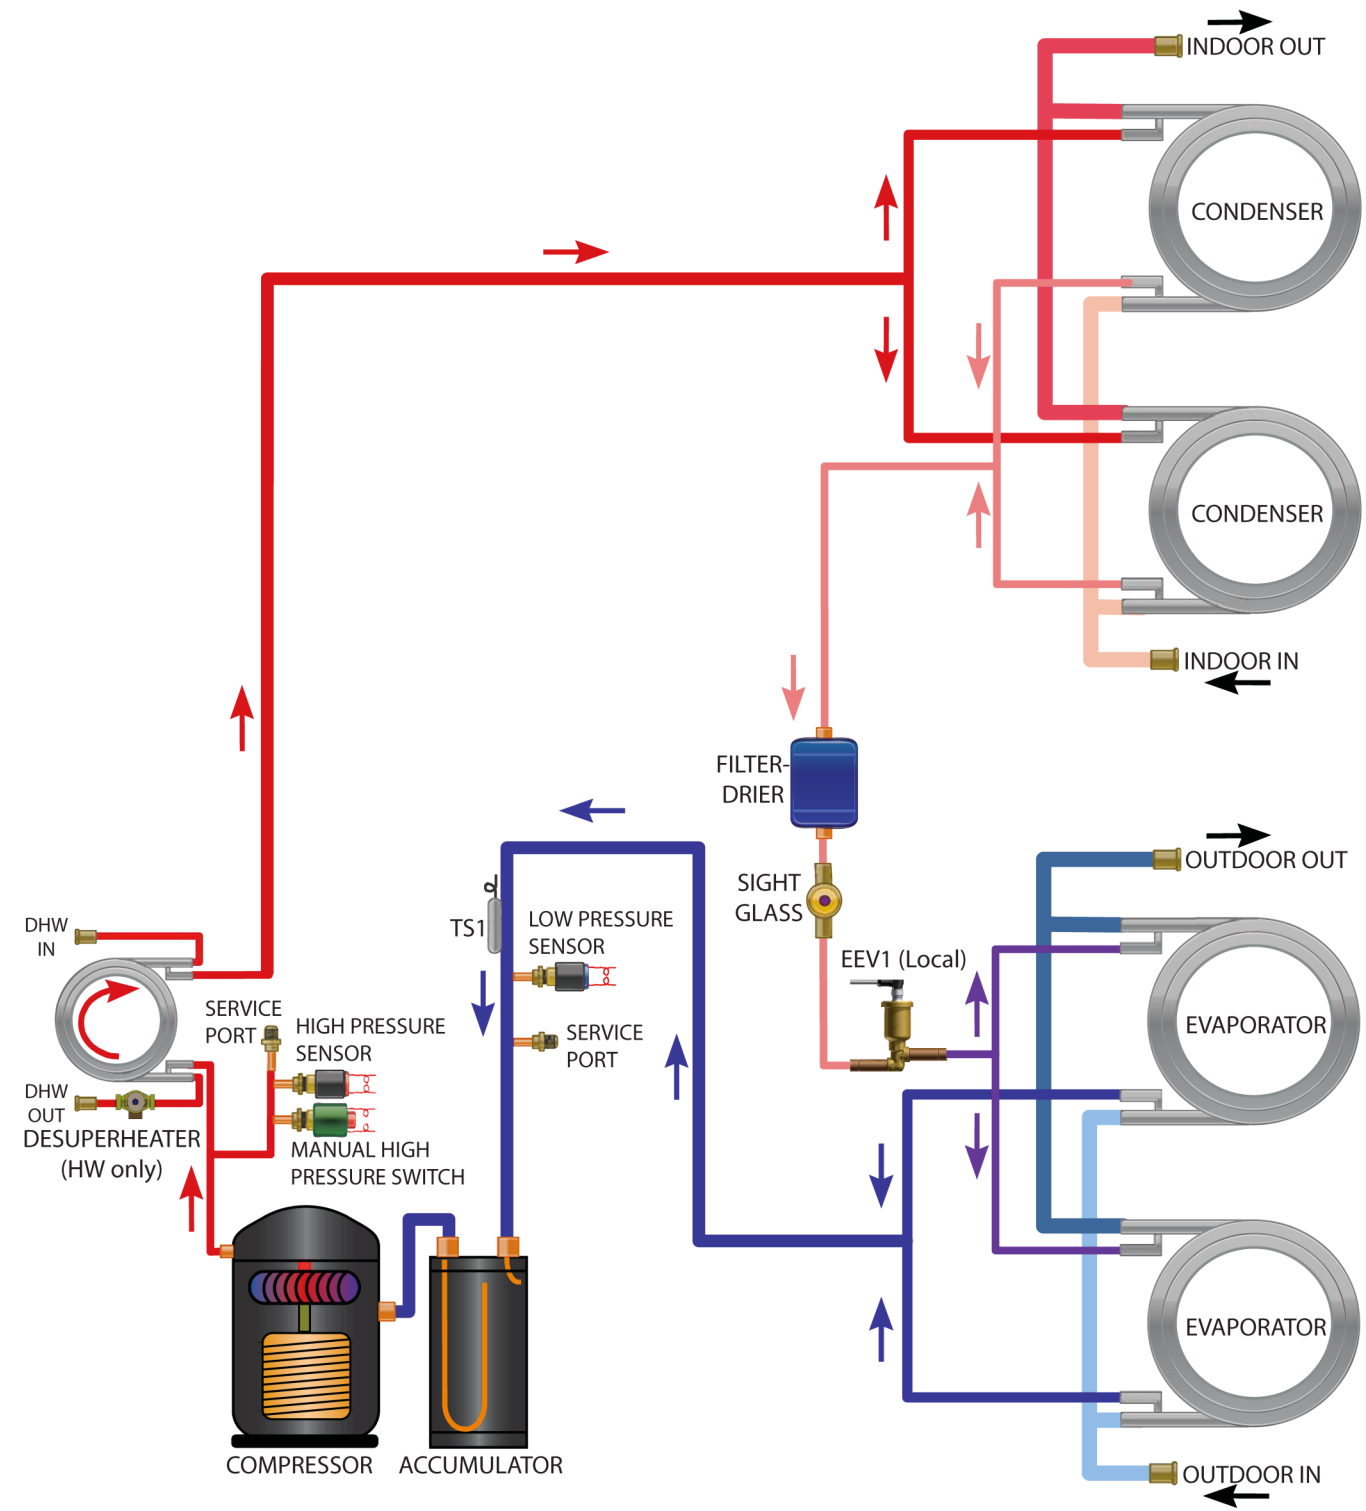 INDOOR OUT
CONDENSER
CONDENSER
INDOOR IN
FILTER-
DRIER
SIGHT
GLASS
EEV1 (Local)
OUTDOOR OUT
EVAPORATOR
EVAPORATOR
OUTDOOR IN
TS1
LOW PRESSURE
SENSOR
SERVICE
PORT
DHW
IN
SERVICE
PORT
HIGH PRESSURE
SENSOR
DHW
OUT
DESUPERHEATER
(HW only)
MANUAL HIGH
PRESSURE SWITCH
COMPRESSOR
ACCUMULATOR